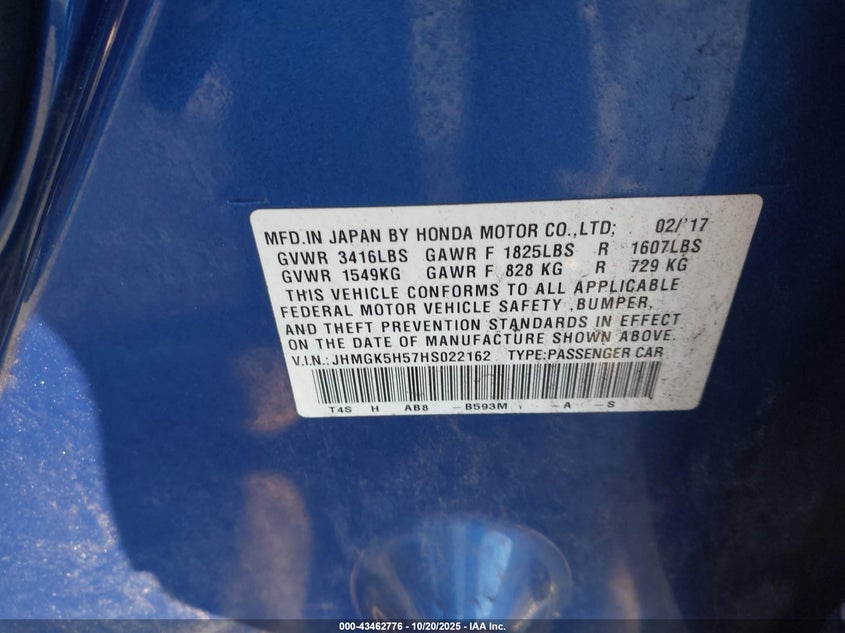 MFD.IN JAPAN BY HONDA MOTOR CO.,LTD; 02/'17
GVWR 3416LBS GAWR F 1825LBS R 1607LBS
GVWR 1549KG GAWR F 828 KG R 729 KG
THIS VEHICLE CONFORMS TO ALL APPLICABLE
FEDERAL MOTOR VEHICLE SAFETY ,BUMPER,
AND THEFT PREVENTION STANDARDS IN EFFECT
ON THE DATE OF MANUFACTURE SHOWN ABOVE.
V.I.N.: JHMGK5H57HS022162 TYPE:PASSENGER CAR
T4S H AB8 -B593M -A -S
000-43462776 - 10/20/2025 - IAA Inc.